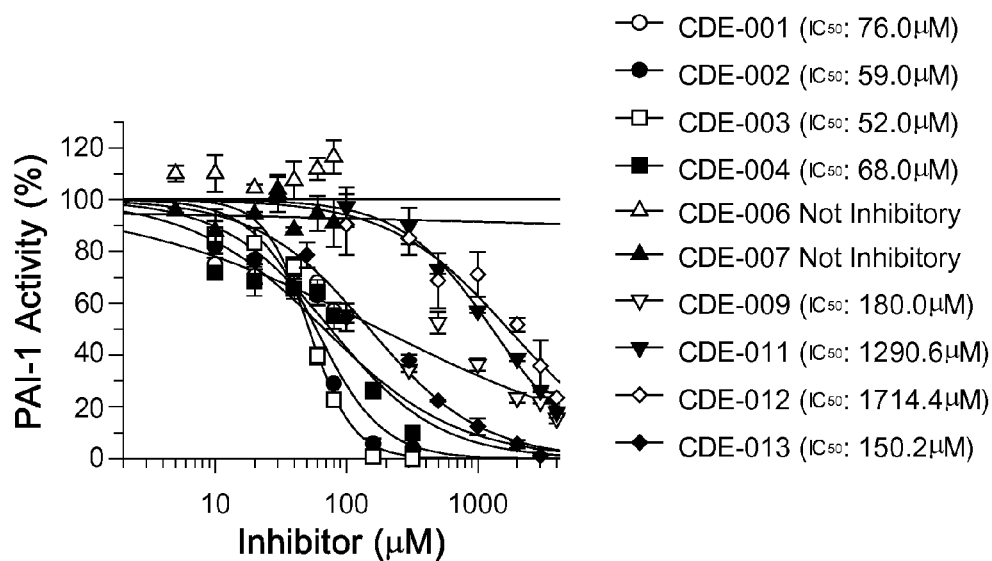 CDE-001 (IC50: 76.0μM)
CDE-002 (IC50: 59.0μM)
CDE-003 (IC50: 52.0μM)
CDE-004 (IC50: 68.0μM)
CDE-006 Not Inhibitory
CDE-007 Not Inhibitory
CDE-009 (IC50: 180.0μM)
CDE-011 (IC50: 1290.6μM)
CDE-012 (IC50: 1714.4μM)
CDE-013 (IC50: 150.2μM)
PAI-1 Activity (%)
120
100
80
60
40
20
0
10 100 1000
Inhibitor (μM)